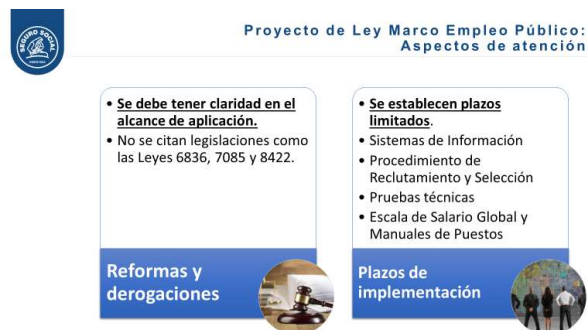 SEGURO SOCIAL
Proyecto de Ley Marco Empleo Público:
Aspectos de atención
• Se debe tener claridad en el
alcance de aplicación.
• No se citan legislaciones como
las Leyes 6836, 7085 y 8422.
Reformas y
derogaciones
• Se establecen plazos
limitados.
• Sistemas de Información
• Procedimiento de
Reclutamiento y Selección
• Pruebas técnicas
• Escala de Salario Global y
Manuales de Puestos
Plazos de
implementación